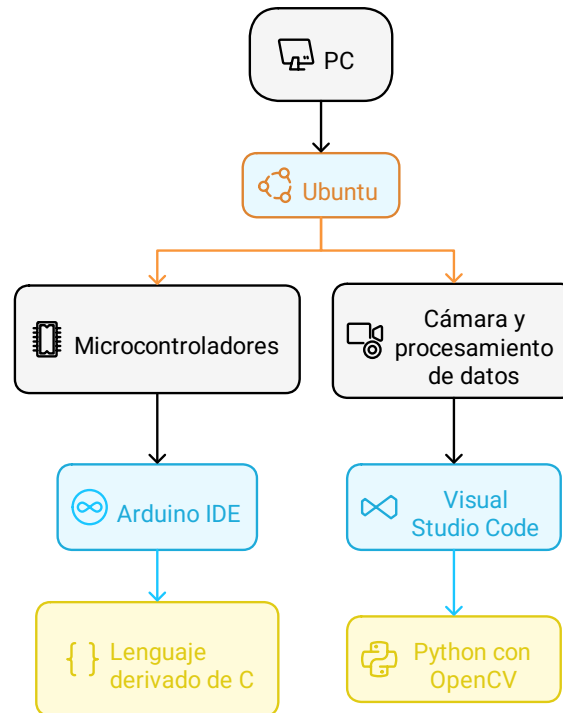 PC
Ubuntu
Microcontroladores
Cámara y
procesamiento
de datos
Arduino IDE
Visual
Studio Code
{ } Lenguaje
derivado de C
Python con
OpenCV